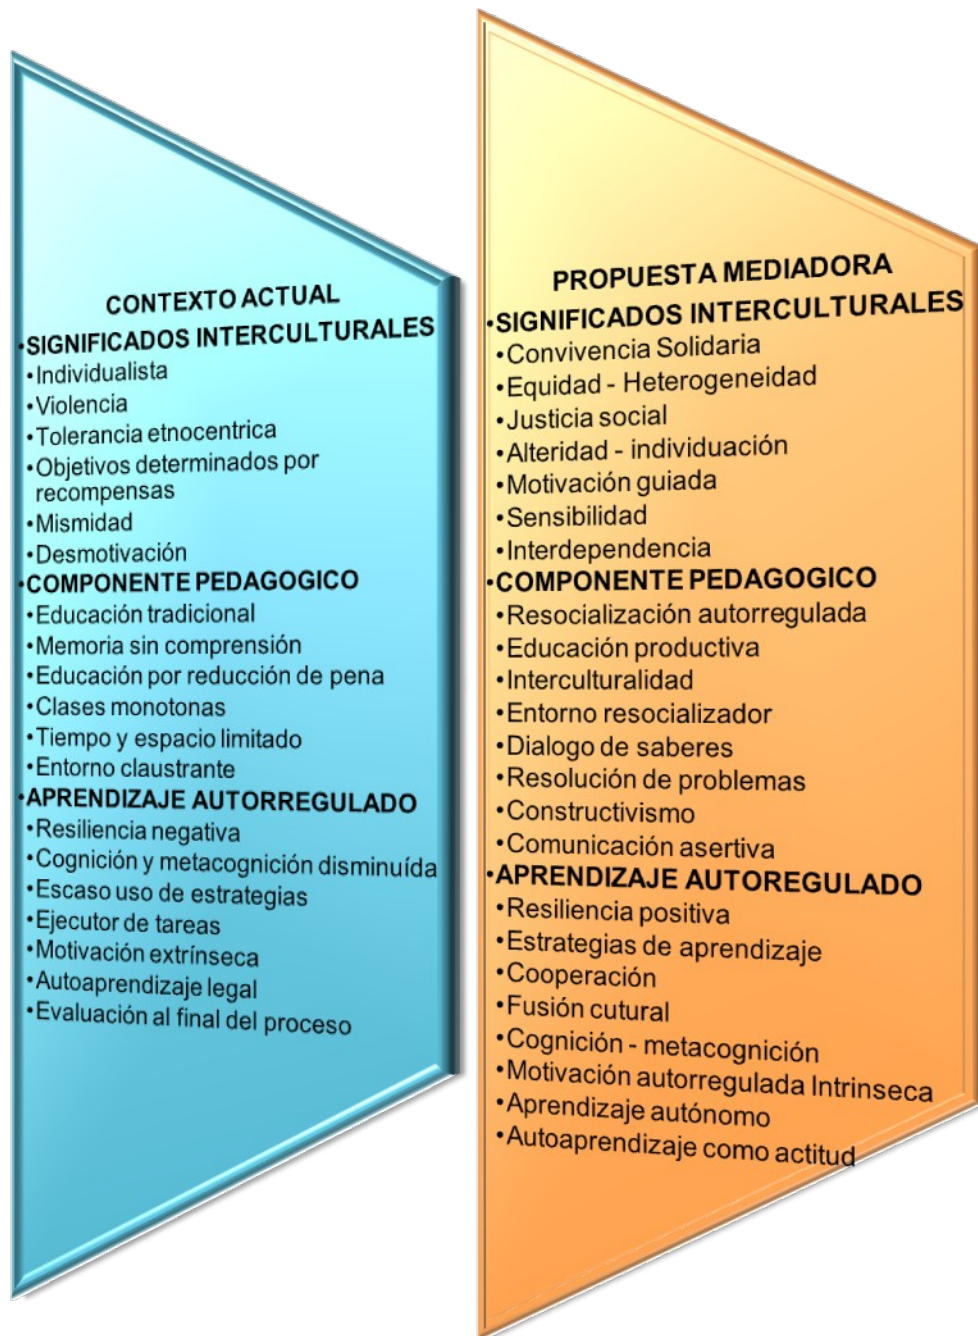 CONTEXTO ACTUAL
•SIGNIFICADOS INTERCULTURALES
•Individualista
•Violencia
•Tolerancia etnocentrica
•Objetivos determinados por
recompensas
•Mismidad
•Desmotivación
•COMPONENTE PEDAGOGICO
•Educación tradicional
•Memoria sin comprensión
•Educación por reducción de pena
•Clases monotonas
•Tiempo y espacio limitado
•Entorno claustrante
•APRENDIZAJE AUTORREGULADO
•Resiliencia negativa
•Cognición y metacognición disminuída
•Escaso uso de estrategias
•Ejecutor de tareas
•Motivación extrínseca
•Autoaprendizaje legal
•Evaluación al final del proceso
PROPUESTA MEDIADORA
•SIGNIFICADOS INTERCULTURALES
•Convivencia Solidaria
•Equidad - Heterogeneidad
•Justicia social
•Alteridad - individuación
•Motivación guiada
•Sensibilidad
•Interdependencia
•COMPONENTE PEDAGOGICO
•Resocialización autorregulada
•Educación productiva
•Interculturalidad
•Entorno resocializador
•Dialogo de saberes
•Resolución de problemas
•Constructivismo
•Comunicación asertiva
•APRENDIZAJE AUTOREGULADO
•Resiliencia positiva
•Estrategias de aprendizaje
•Cooperación
•Fusión cutural
•Cognición - metacognición
•Motivación autorregulada Intrinseca
•Aprendizaje autónomo
•Autoaprendizaje como actitud